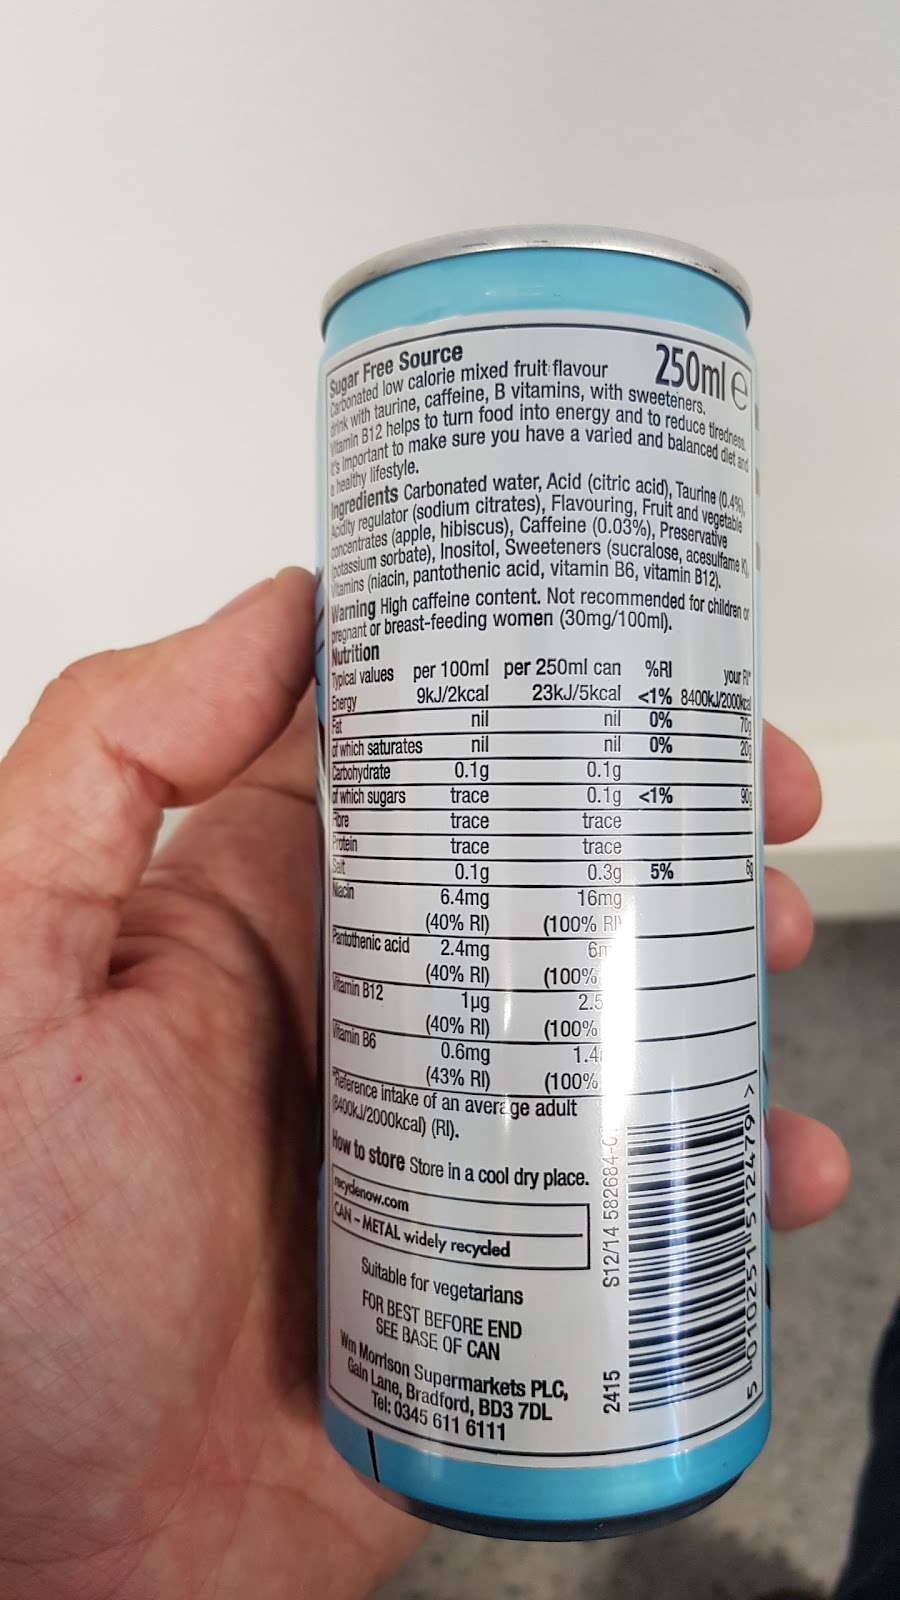 Sugar Free Source
250ml e
Carbonated low calorie mixed fruit flavour
drink with taurine, caffeine, B vitamins, with sweeteners.
Vitamin B12 helps to turn food into energy and to reduce tiredness.
It's important to make sure you have a varied and balanced diet and
a healthy lifestyle.
Ingredients Carbonated water, Acid (citric acid), Taurine (0.4%),
Acidity regulator (sodium citrates), Flavouring, Fruit and vegetable
concentrates (apple, hibiscus), Caffeine (0.03%), Preservative
(potassium sorbate), Inositol, Sweeteners (sucralose, acesulfame K),
Vitamins (niacin, pantothenic acid, vitamin B6, vitamin B12).
Warning High caffeine content. Not recommended for children or
pregnant or breast-feeding women (30mg/100ml).
Nutrition
Typical values per 100ml per 250ml can %RI your RI*
Energy 9kJ/2kcal 23kJ/5kcal <1% 8400kJ/2000kcal
Fat nil nil 0% 70g
of which saturates nil nil 0% 20g
Carbohydrate 0.1g 0.1g
of which sugars trace 0.1g <1% 90g
Fibre trace trace
Protein trace trace
Salt 0.1g 0.3g 5% 6g
Niacin 6.4mg 16mg
(40% RI) (100% RI)
Pantothenic acid 2.4mg 6m
(40% RI) (100%
Vitamin B12 1µg 2.5
(40% RI) (100%
Vitamin B6 0.6mg 1.4
(43% RI) (100%
*Reference intake of an average adult
(8400kJ/2000kcal) (RI).
How to store Store in a cool dry place.
recyclenow.com
CAN - METAL widely recycled
Suitable for vegetarians
FOR BEST BEFORE END
SEE BASE OF CAN
Wm Morrison Supermarkets PLC,
Gain Lane, Bradford, BD3 7DL
Tel: 0345 611 6111
S12/14 582684-C
2415
5 010251 512479 >